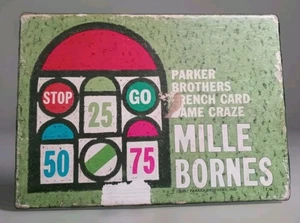 PARKER
BROTHERS
RENCH CARD
AME CRAZE
MILLE
BORNES
STOP
25
GO
50
75